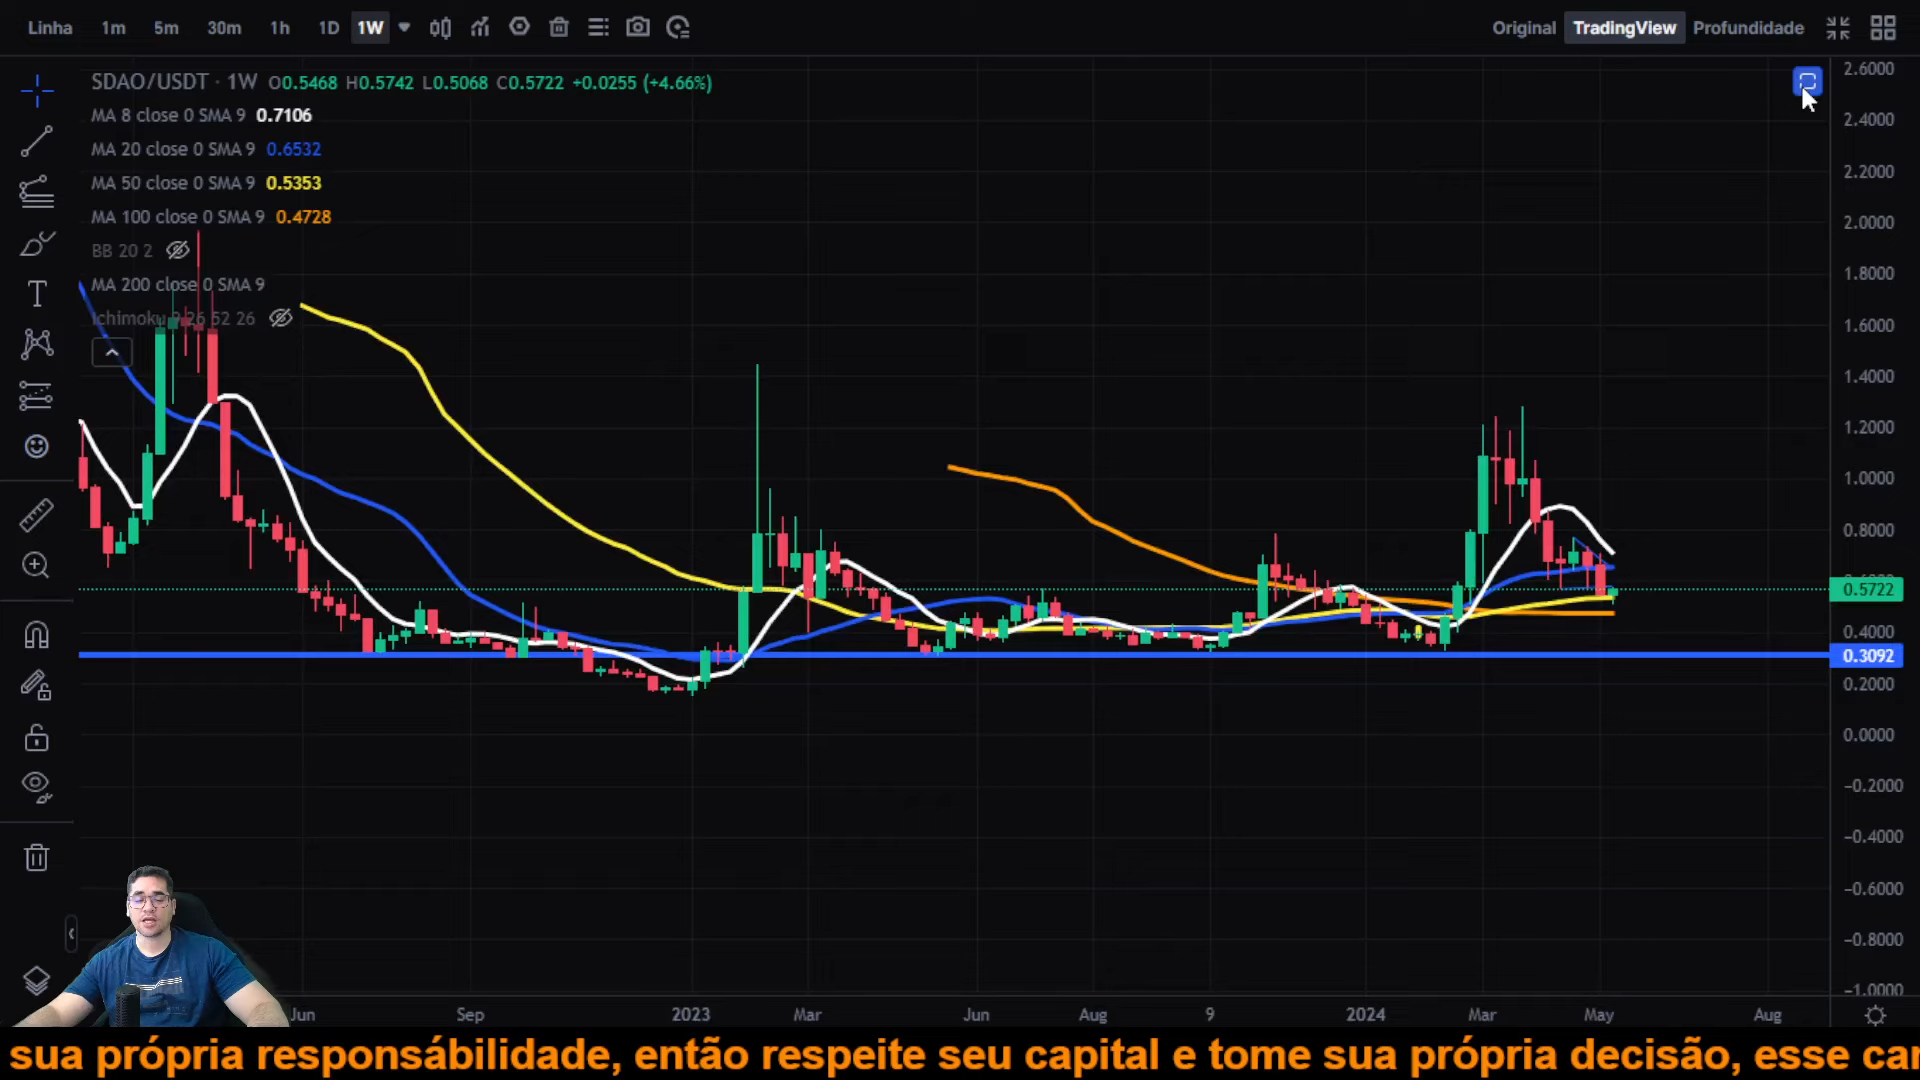 Linha 1m 5m 30m 1h 1D 1W
Original TradingView Profundidade
SDAO/USDT · 1W O0.5468 H0.5742 L0.5068 C0.5722 +0.0255 (+4.66%)
MA 8 close 0 SMA 9 0.7106
MA 20 close 0 SMA 9 0.6532
MA 50 close 0 SMA 9 0.5353
MA 100 close 0 SMA 9 0.4728
BB 20 2
MA 200 close 0 SMA 9
Ichimoku 9 26 52 26
2.6000
2.4000
2.2000
2.0000
1.8000
1.6000
1.4000
1.2000
1.0000
0.8000
0.5722
0.4000
0.3092
0.2000
0.0000
−0.2000
−0.4000
−0.6000
−0.8000
−1.0000
Jun Sep 2023 Mar Jun Aug 9 2024 Mar May Aug
sua própria responsábilidade, então respeite seu capital e tome sua própria decisão, esse